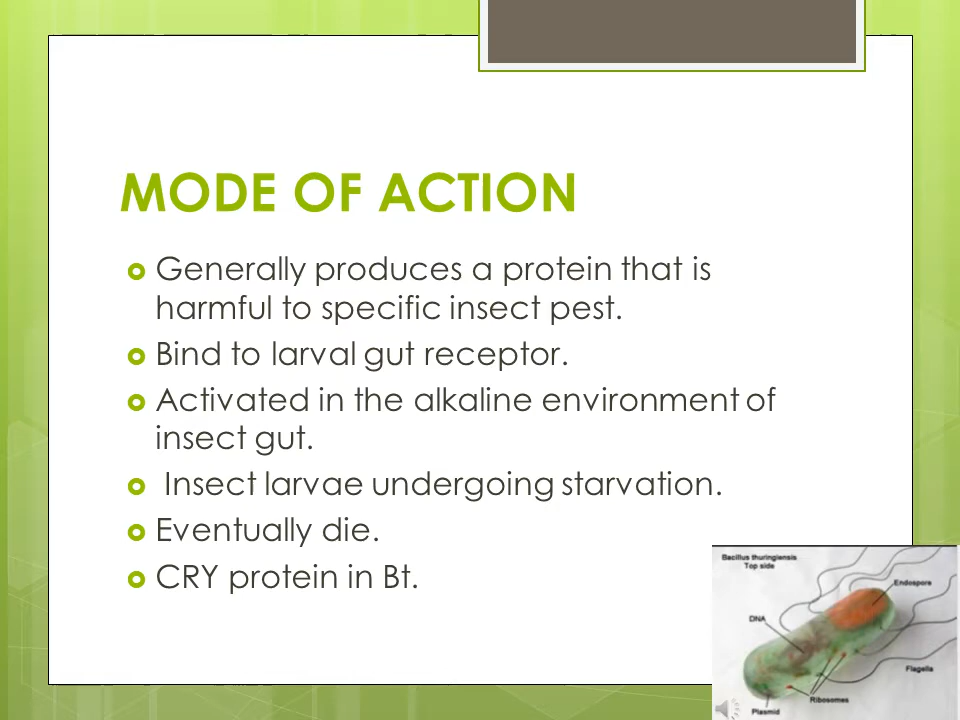 MODE OF ACTION
Generally produces a protein that is
harmful to specific insect pest.
Bind to larval gut receptor.
Activated in the alkaline environment of
insect gut.
Insect larvae undergoing starvation.
Eventually die.
CRY protein in Bt.
Bacillus thuringiensis
Top side
Endospore
DNA
Flagella
Ribosomes
Plasmid